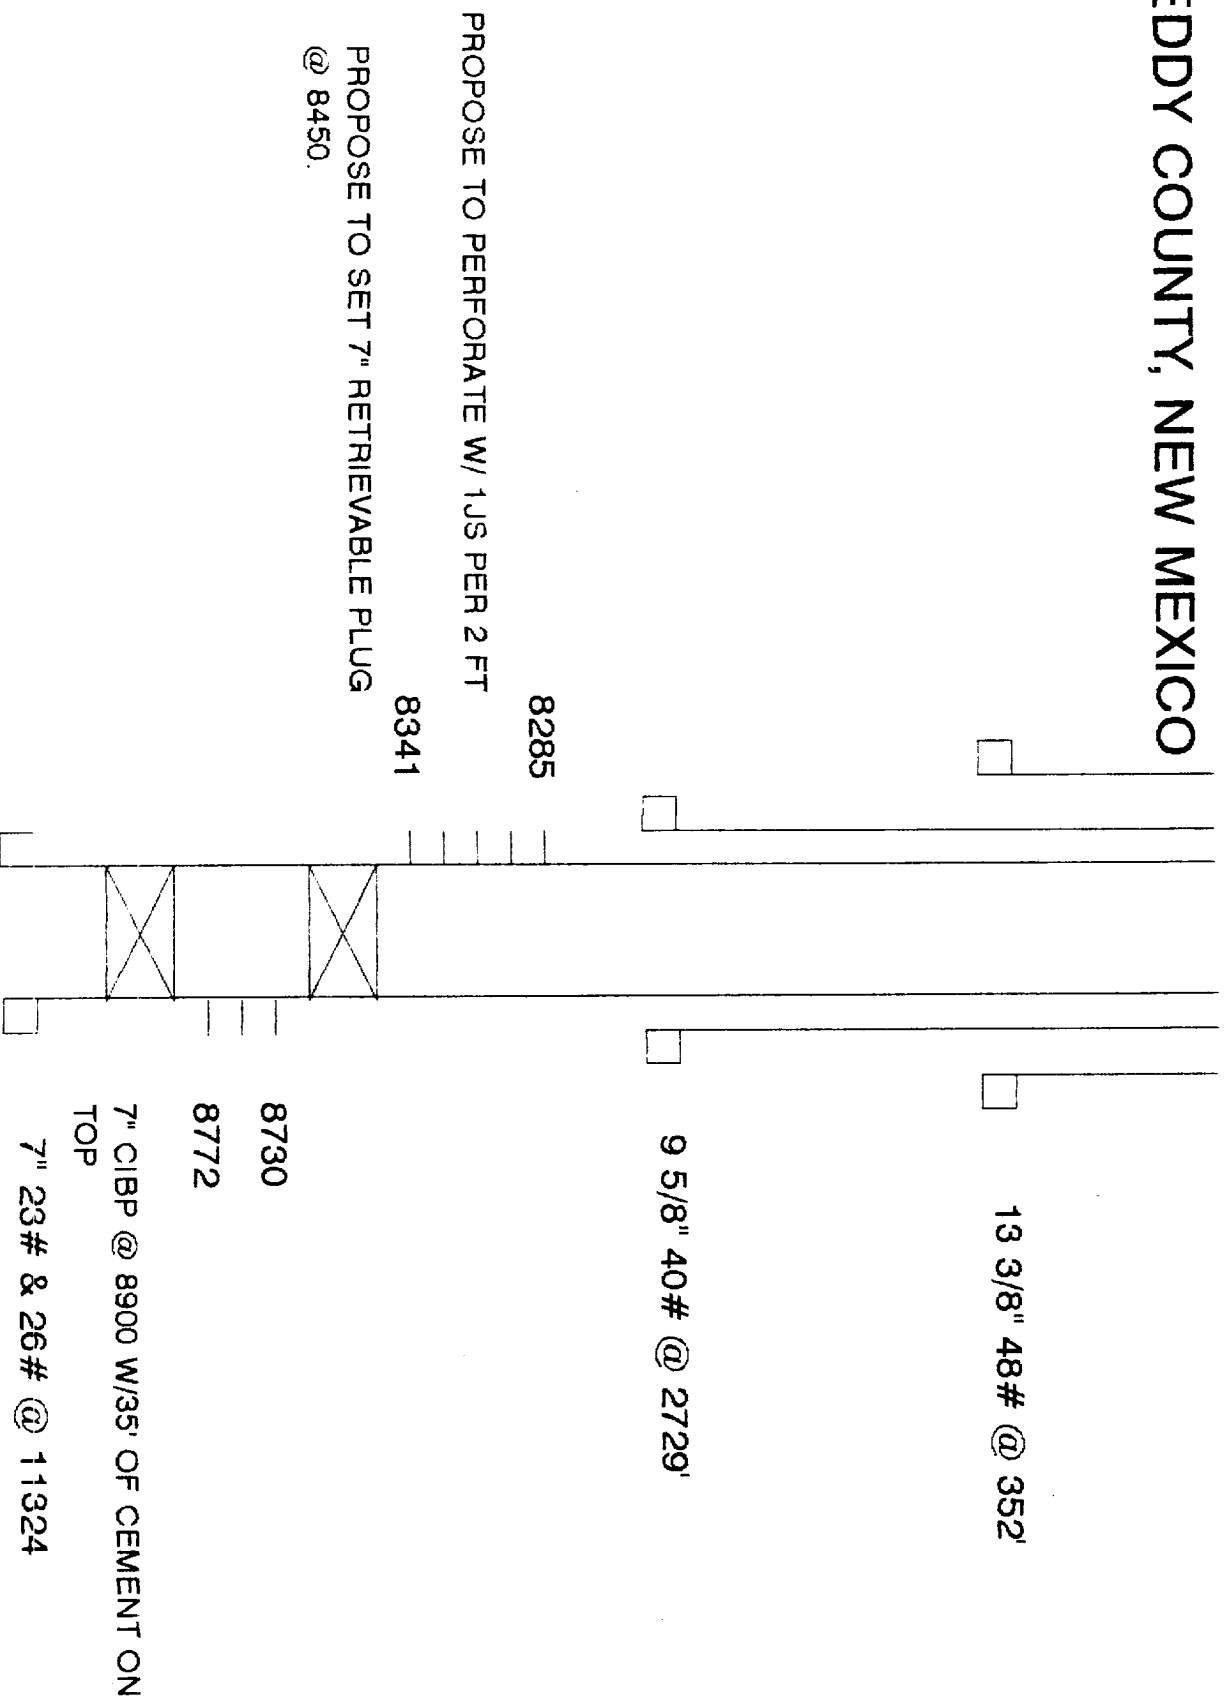 EDDY COUNTY, NEW MEXICO
13 3/8" 48# @ 352'
9 5/8" 40# @ 2729'
8285
PROPOSE TO PERFORATE W/ 1JS PER 2 FT
8341
PROPOSE TO SET 7" RETRIEVABLE PLUG
@ 8450.
8730
8772
7" CIBP @ 8900 W/35' OF CEMENT ON
TOP
7" 23# & 26# @ 11324